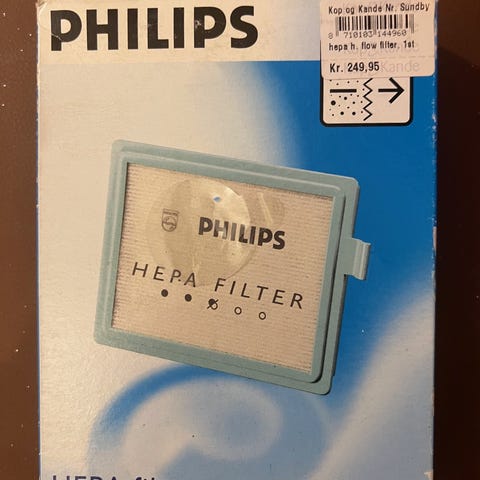 PHILIPS
Kop og Kande Nr. Sundby
8 710103 144960
hepa h. flow filter, 1st
Kr. 249,95
Kande
PHILIPS
HEPA FILTER